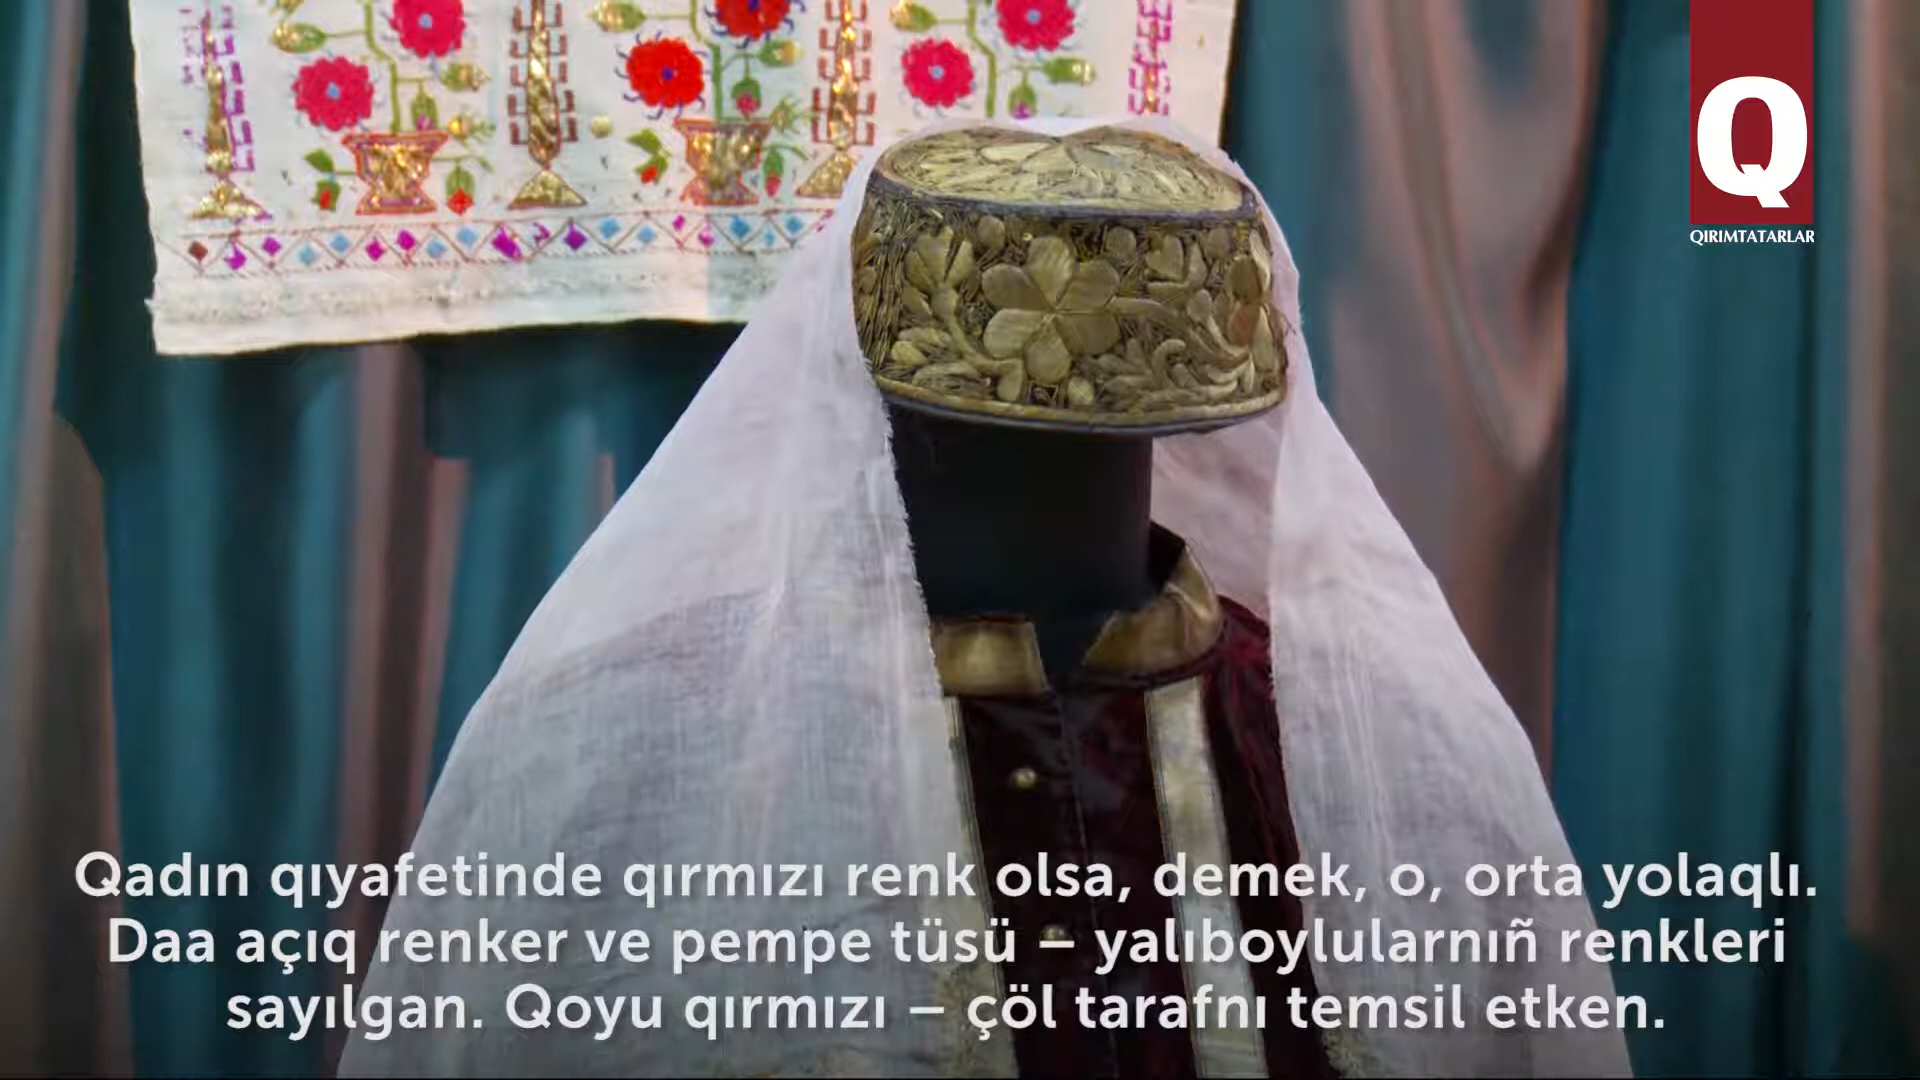 Q
QIRIMTATARLAR
Qadın qıyafetinde qırmızı renk olsa, demek, o, orta yolaqlı.
Daa açıq renker ve pempe tüsü – yalıboylularnıñ renkleri
sayılgan. Qoyu qırmızı – çöl tarafnı temsil etken.